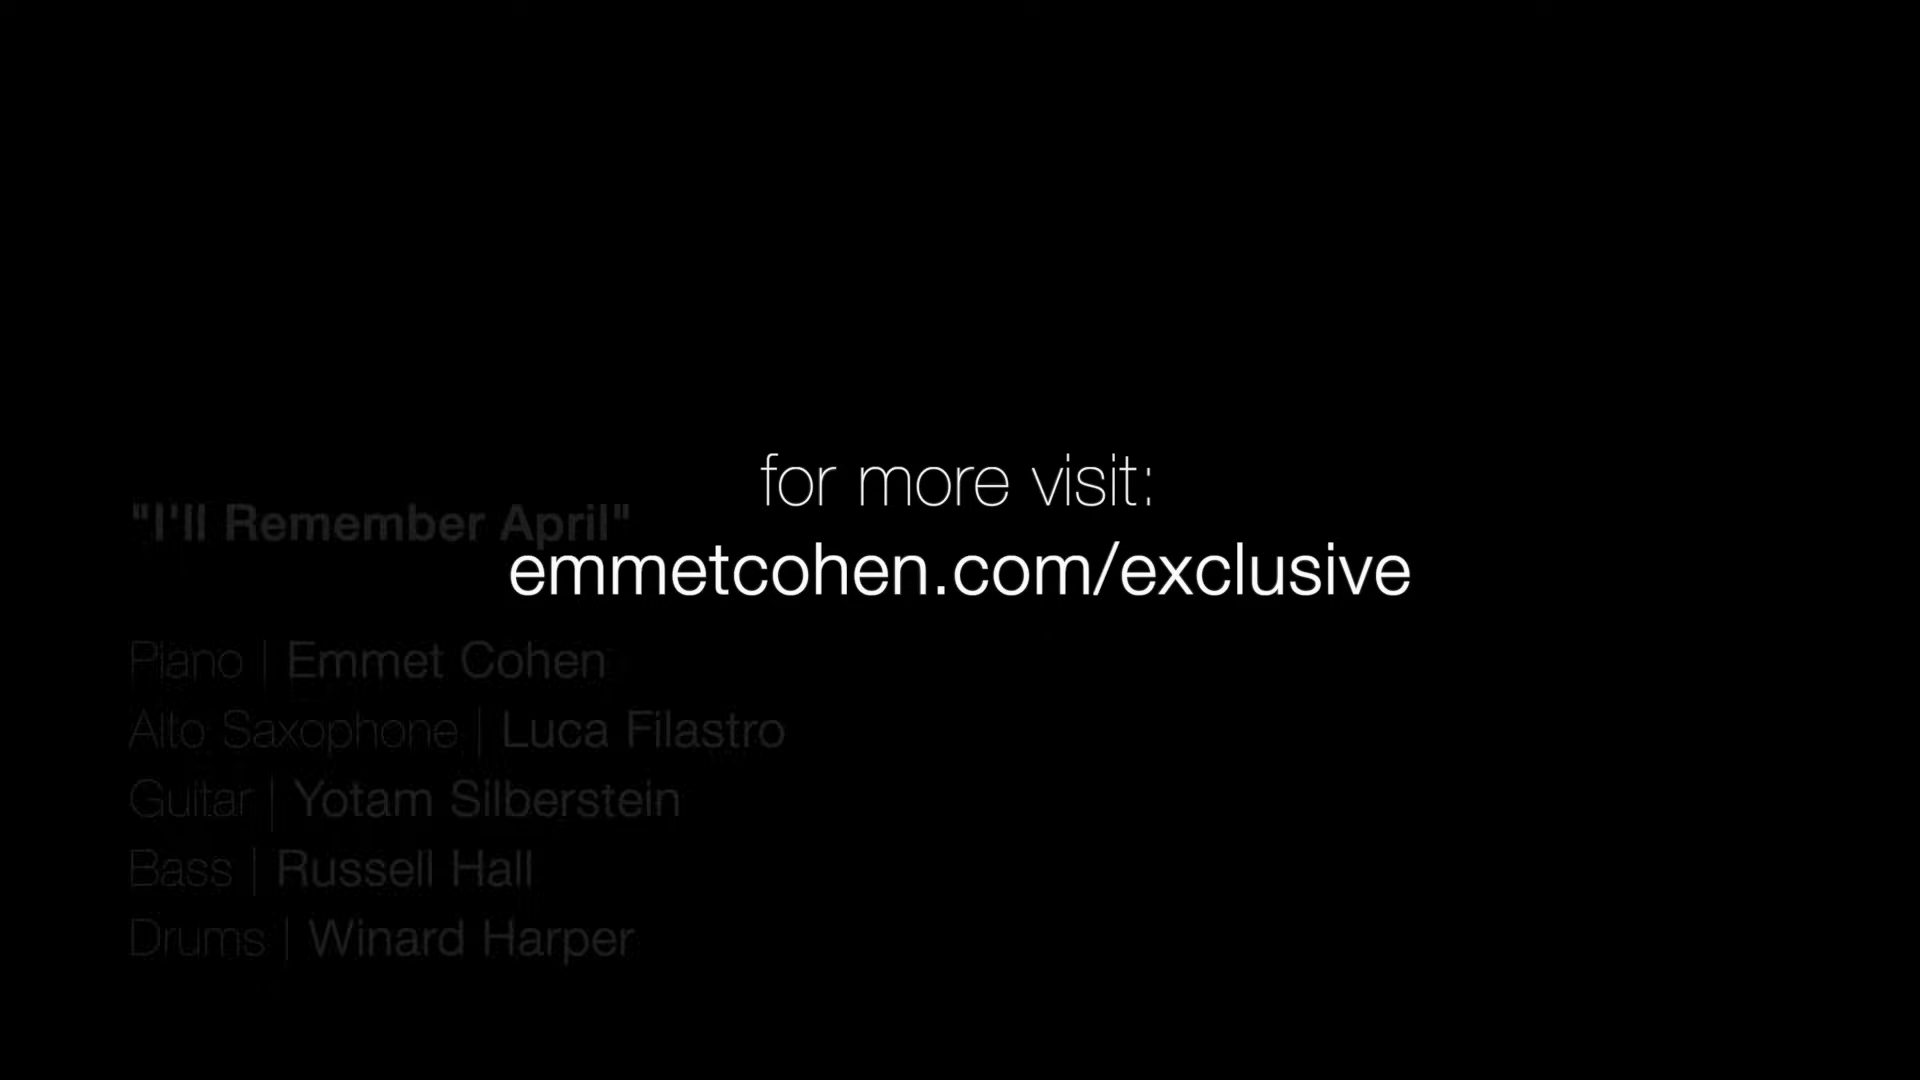 for more visit:
emmetcohen.com/exclusive
"I'll Remember April"
Piano | Emmet Cohen
Alto Saxophone | Luca Filastro
Guitar | Yotam Silberstein
Bass | Russell Hall
Drums | Winard Harper